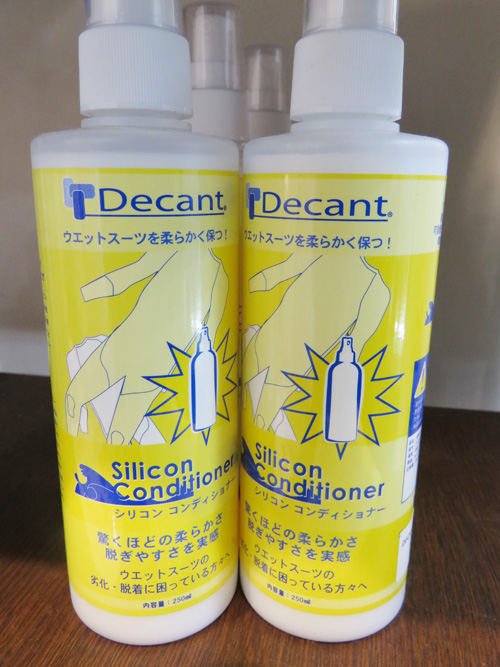 Decant®
ウエットスーツを柔らかく保つ！
Silicon
Conditioner
シリコン コンディショナー
驚くほどの柔らかさ
脱ぎやすさを実感
ウエットスーツの
劣化・脱着に困っている方々へ
内容量：250㎖
Decant®
ウエットスーツを柔らかく保つ！
Silicon
Conditioner
シリコン コンディショナー
驚くほどの柔らかさ
脱ぎやすさを実感
ウエットスーツの
劣化・脱着に困っている方々へ
内容量：250㎖